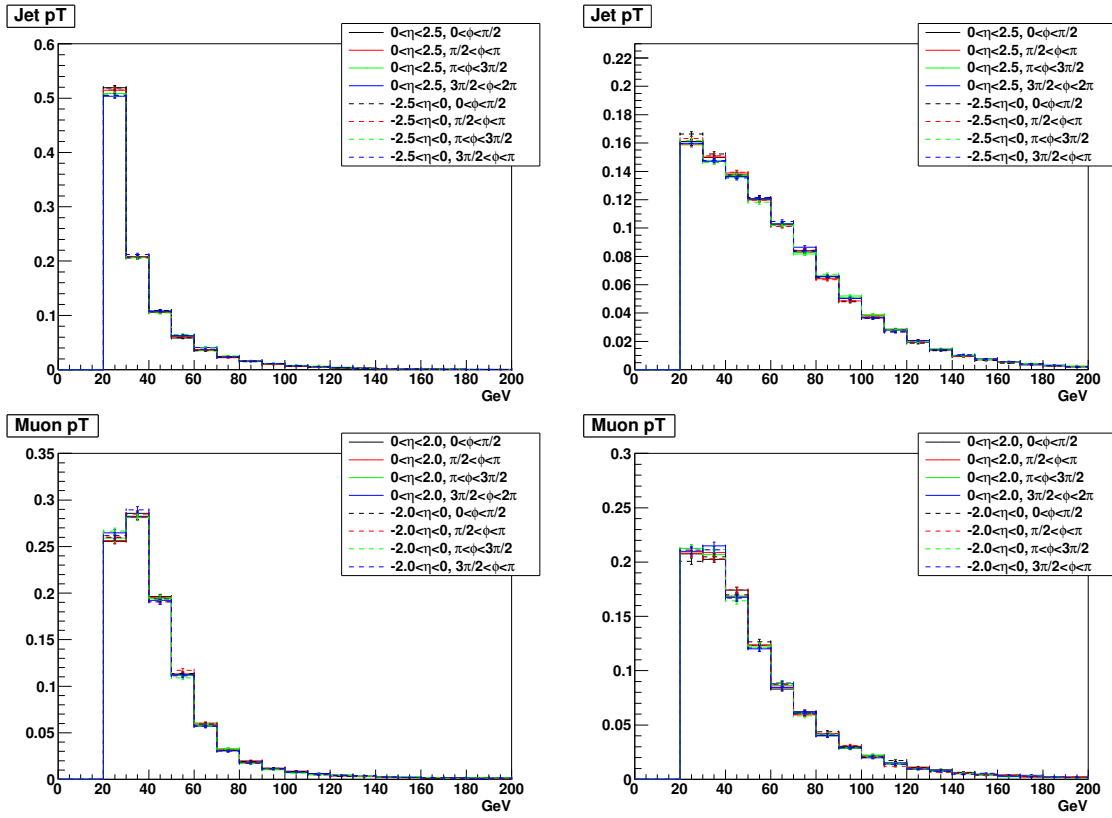 Jet pT
0<η<2.5, 0<ϕ<π/2
0<η<2.5, π/2<ϕ<π
0<η<2.5, π<ϕ<3π/2
0<η<2.5, 3π/2<ϕ<2π
-2.5<η<0, 0<ϕ<π/2
-2.5<η<0, π/2<ϕ<π
-2.5<η<0, π<ϕ<3π/2
-2.5<η<0, 3π/2<ϕ<π
0.6
0.5
0.4
0.3
0.2
0.1
0
0 20 40 60 80 100 120 140 160 180 200
GeV
Jet pT
0<η<2.5, 0<ϕ<π/2
0<η<2.5, π/2<ϕ<π
0<η<2.5, π<ϕ<3π/2
0<η<2.5, 3π/2<ϕ<2π
-2.5<η<0, 0<ϕ<π/2
-2.5<η<0, π/2<ϕ<π
-2.5<η<0, π<ϕ<3π/2
-2.5<η<0, 3π/2<ϕ<π
0.22
0.2
0.18
0.16
0.14
0.12
0.1
0.08
0.06
0.04
0.02
0
0 20 40 60 80 100 120 140 160 180 200
GeV
Muon pT
0<η<2.0, 0<ϕ<π/2
0<η<2.0, π/2<ϕ<π
0<η<2.0, π<ϕ<3π/2
0<η<2.0, 3π/2<ϕ<2π
-2.0<η<0, 0<ϕ<π/2
-2.0<η<0, π/2<ϕ<π
-2.0<η<0, π<ϕ<3π/2
-2.0<η<0, 3π/2<ϕ<π
0.35
0.3
0.25
0.2
0.15
0.1
0.05
0
0 20 40 60 80 100 120 140 160 180 200
GeV
Muon pT
0<η<2.0, 0<ϕ<π/2
0<η<2.0, π/2<ϕ<π
0<η<2.0, π<ϕ<3π/2
0<η<2.0, 3π/2<ϕ<2π
-2.0<η<0, 0<ϕ<π/2
-2.0<η<0, π/2<ϕ<π
-2.0<η<0, π<ϕ<3π/2
-2.0<η<0, 3π/2<ϕ<π
0.3
0.25
0.2
0.15
0.1
0.05
0
0 20 40 60 80 100 120 140 160 180 200
GeV